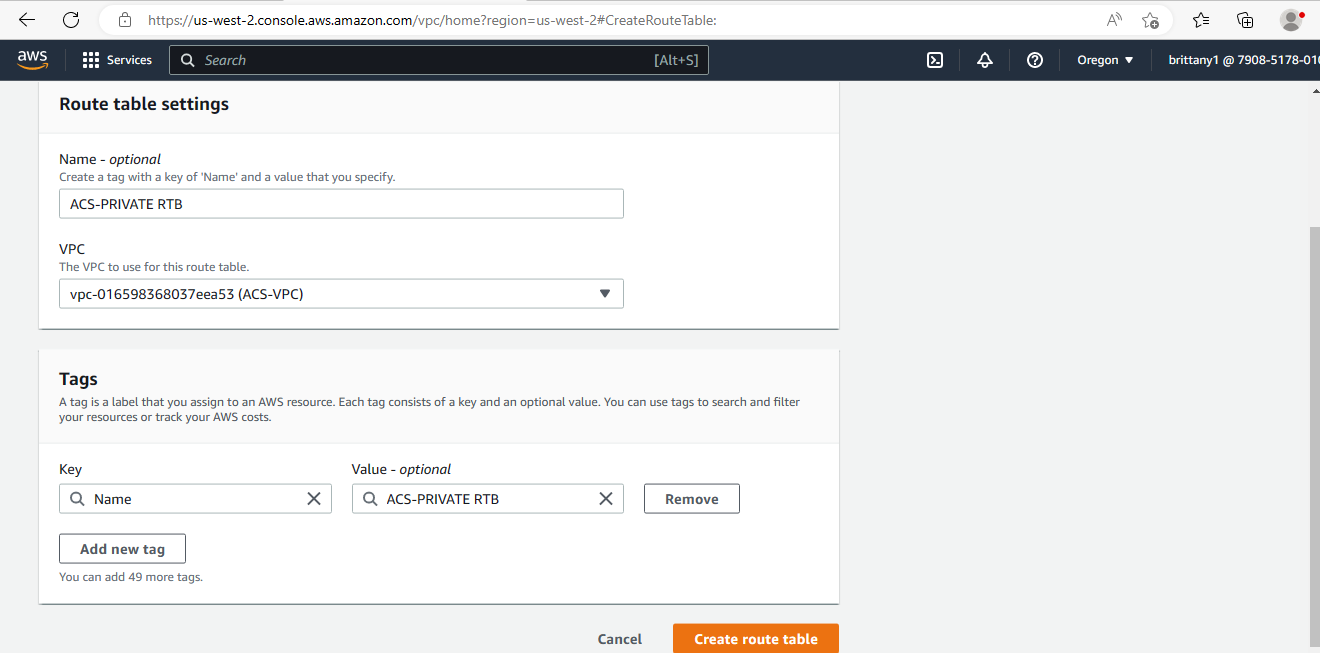 https://us-west-2.console.aws.amazon.com/vpc/home?region=us-west-2#CreateRouteTable:
aws
Services
Search
[Alt+S]
Oregon
brittany1 @ 7908-5178-010
Route table settings
Name - optional
Create a tag with a key of 'Name' and a value that you specify.
ACS-PRIVATE RTB
VPC
The VPC to use for this route table.
vpc-016598368037eea53 (ACS-VPC)
Tags
A tag is a label that you assign to an AWS resource. Each tag consists of a key and an optional value. You can use tags to search and filter
your resources or track your AWS costs.
Key
Value - optional
Name
ACS-PRIVATE RTB
Remove
Add new tag
You can add 49 more tags.
Cancel
Create route table